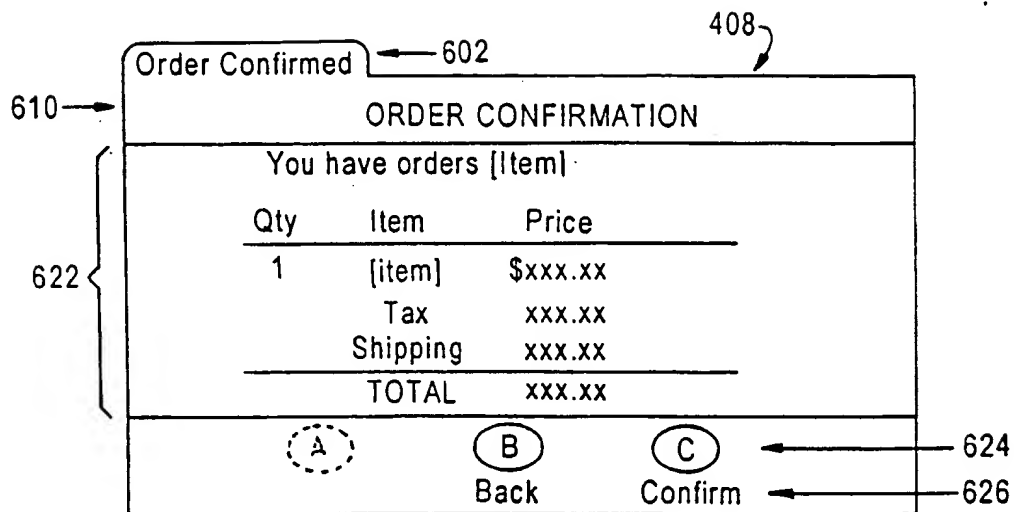 408
Order Confirmed 602
610 ORDER CONFIRMATION
You have orders [Item]
Qty Item Price
622 1 [item] $xxx.xx
Tax xxx.xx
Shipping xxx.xx
TOTAL xxx.xx
A B C 624
Back Confirm 626